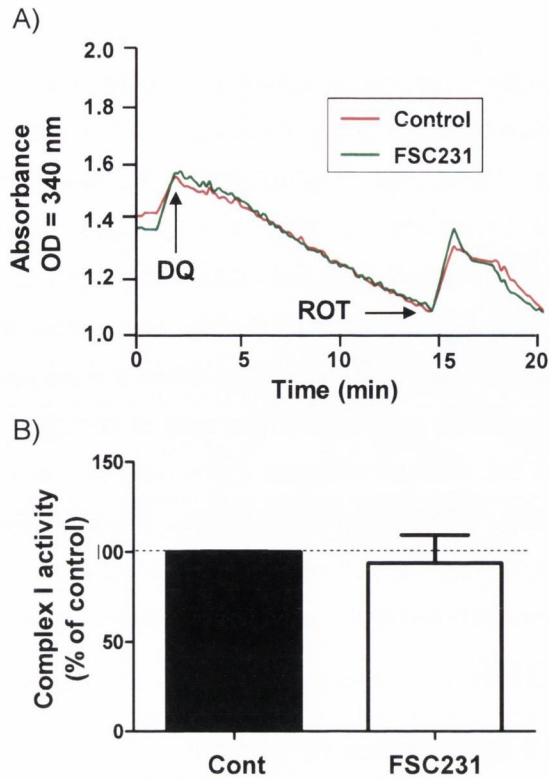 A)
Absorbance
OD = 340 nm
2.0
1.8
1.6
1.4
1.2
1.0
Control
FSC231
DQ
ROT
0
5
10
15
20
Time (min)
B)
Complex I activity
(% of control)
150
100
50
0
Cont
FSC231